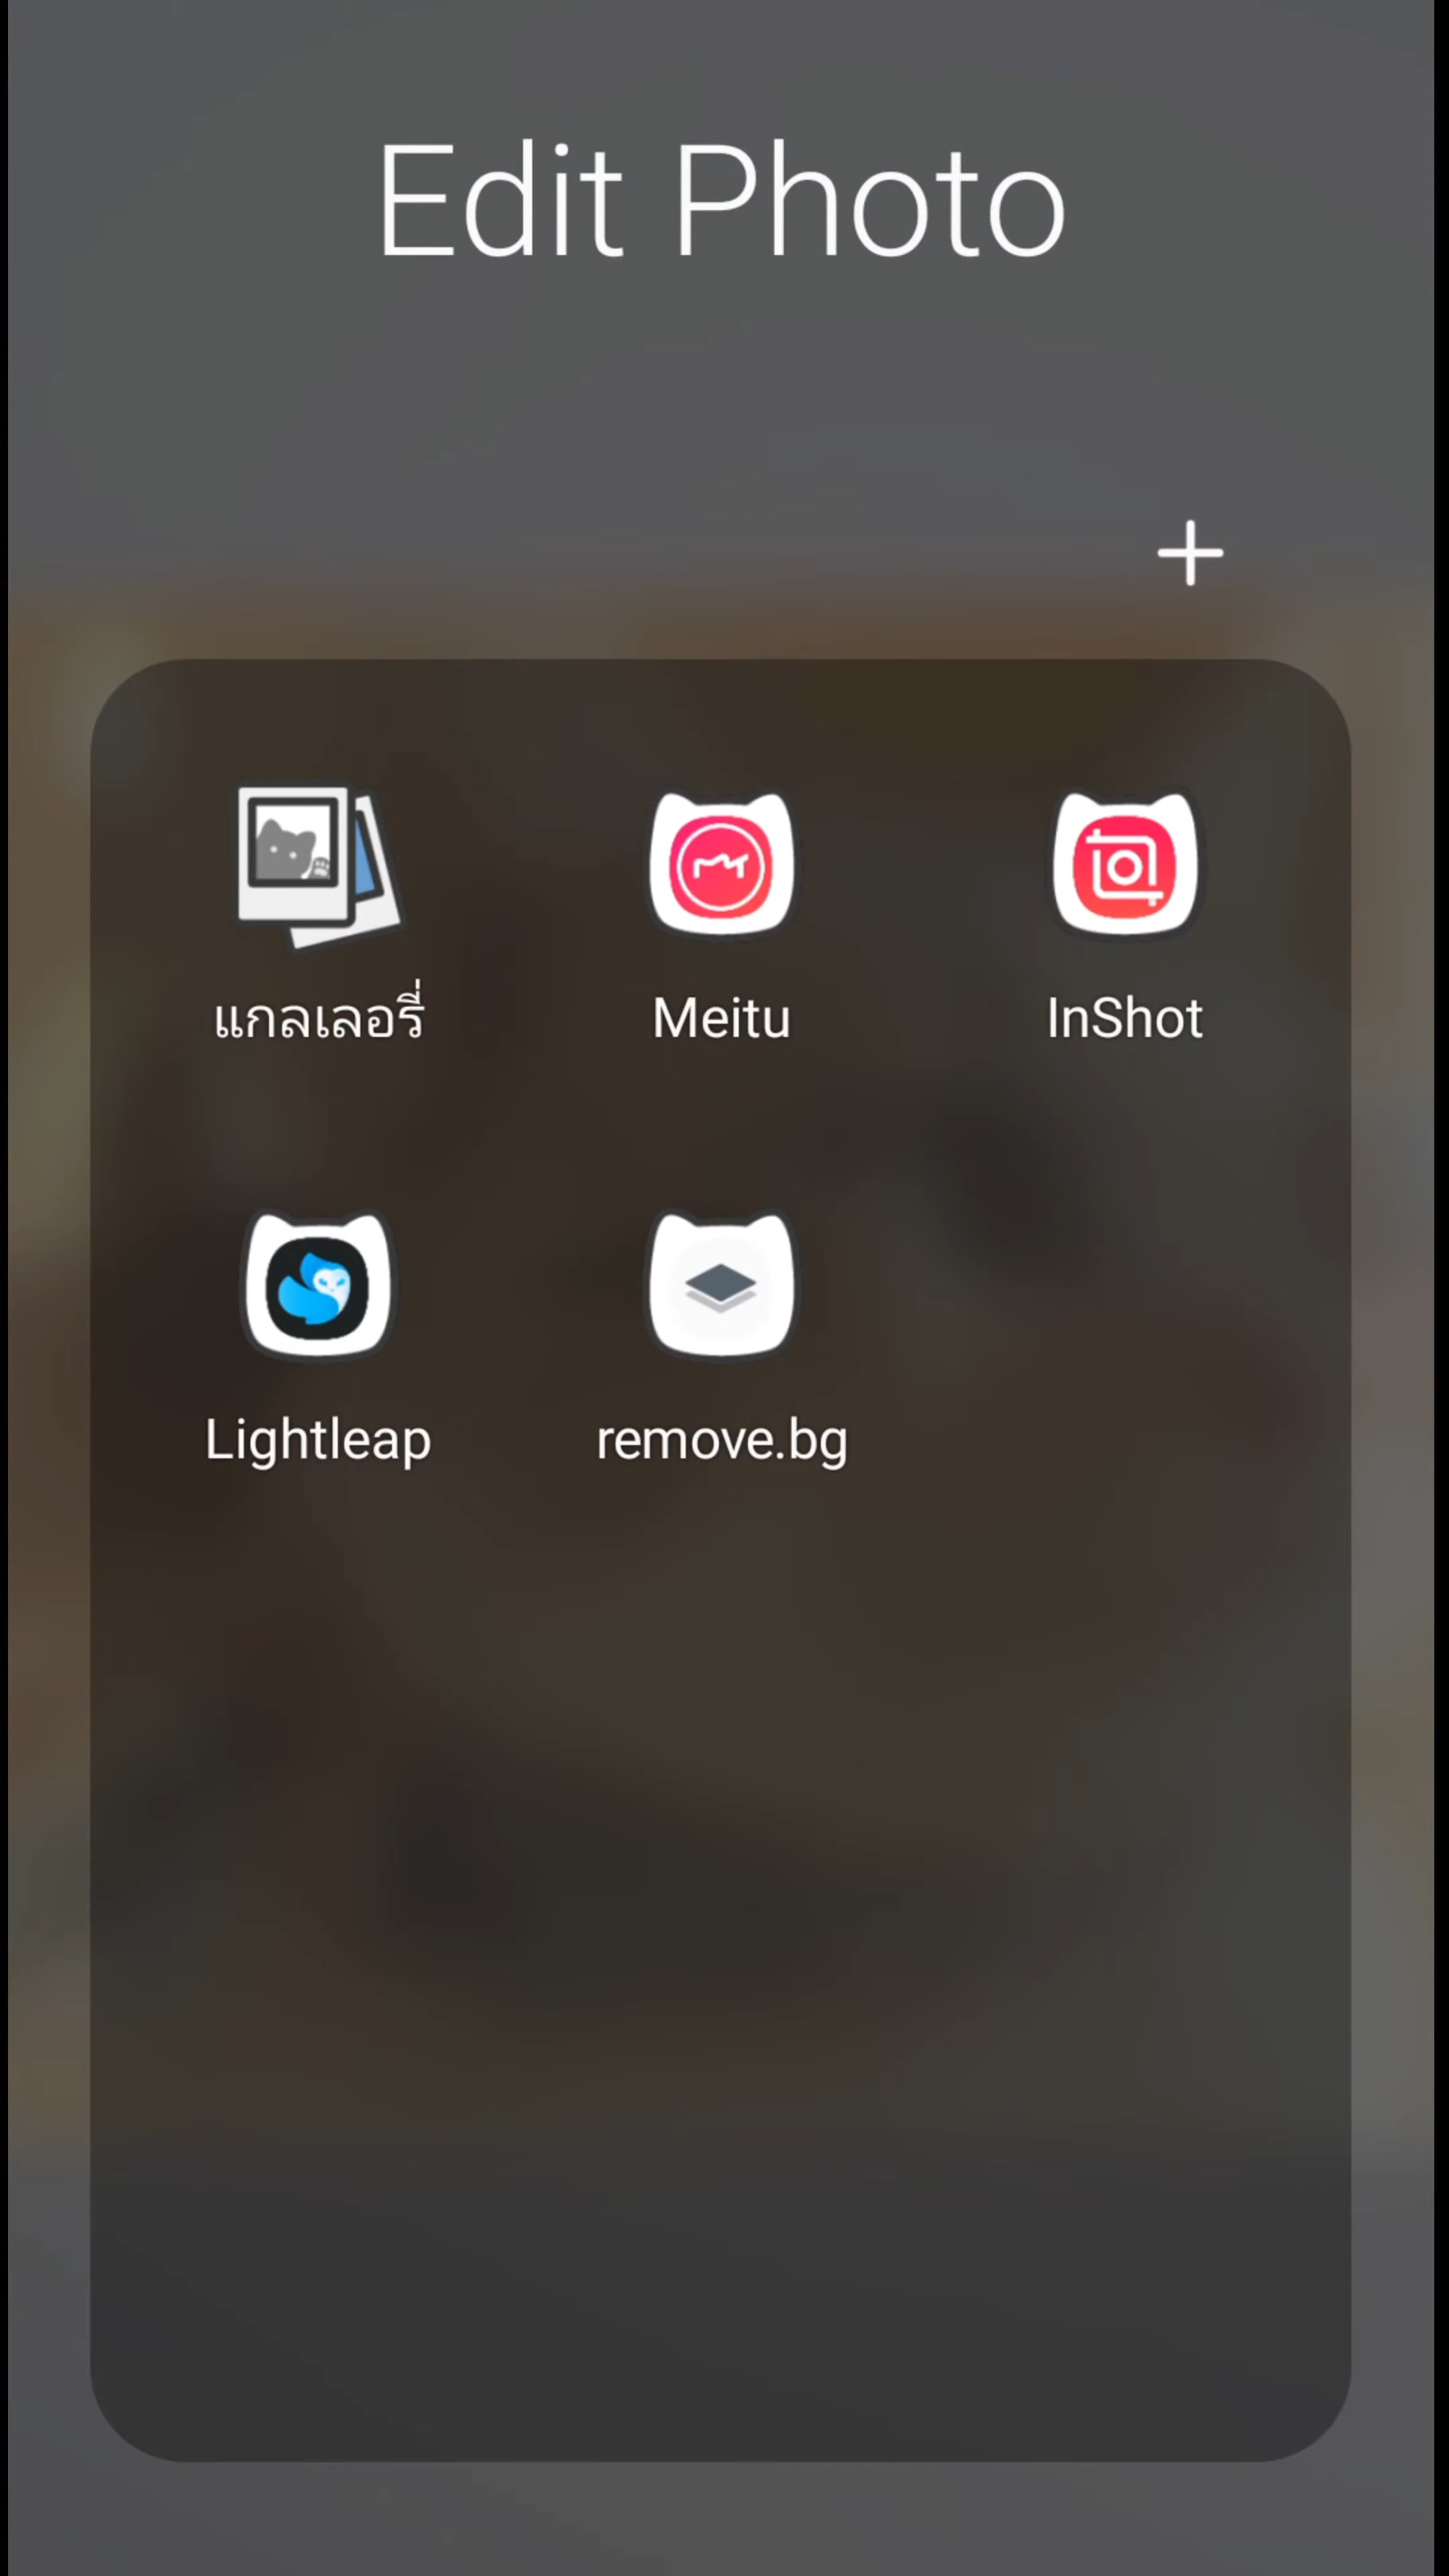 Edit Photo
แกลเลอรี่
Meitu
InShot
Lightleap
remove.bg